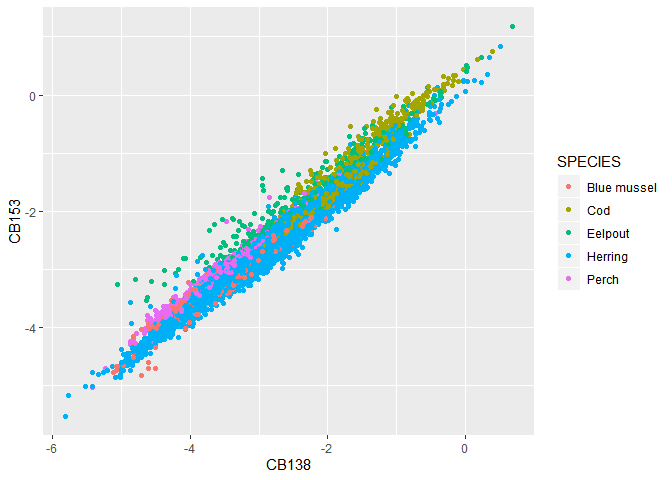 0
-2
-4
CB153
-6
-4
-2
0
CB138
SPECIES
Blue mussel
Cod
Eelpout
Herring
Perch